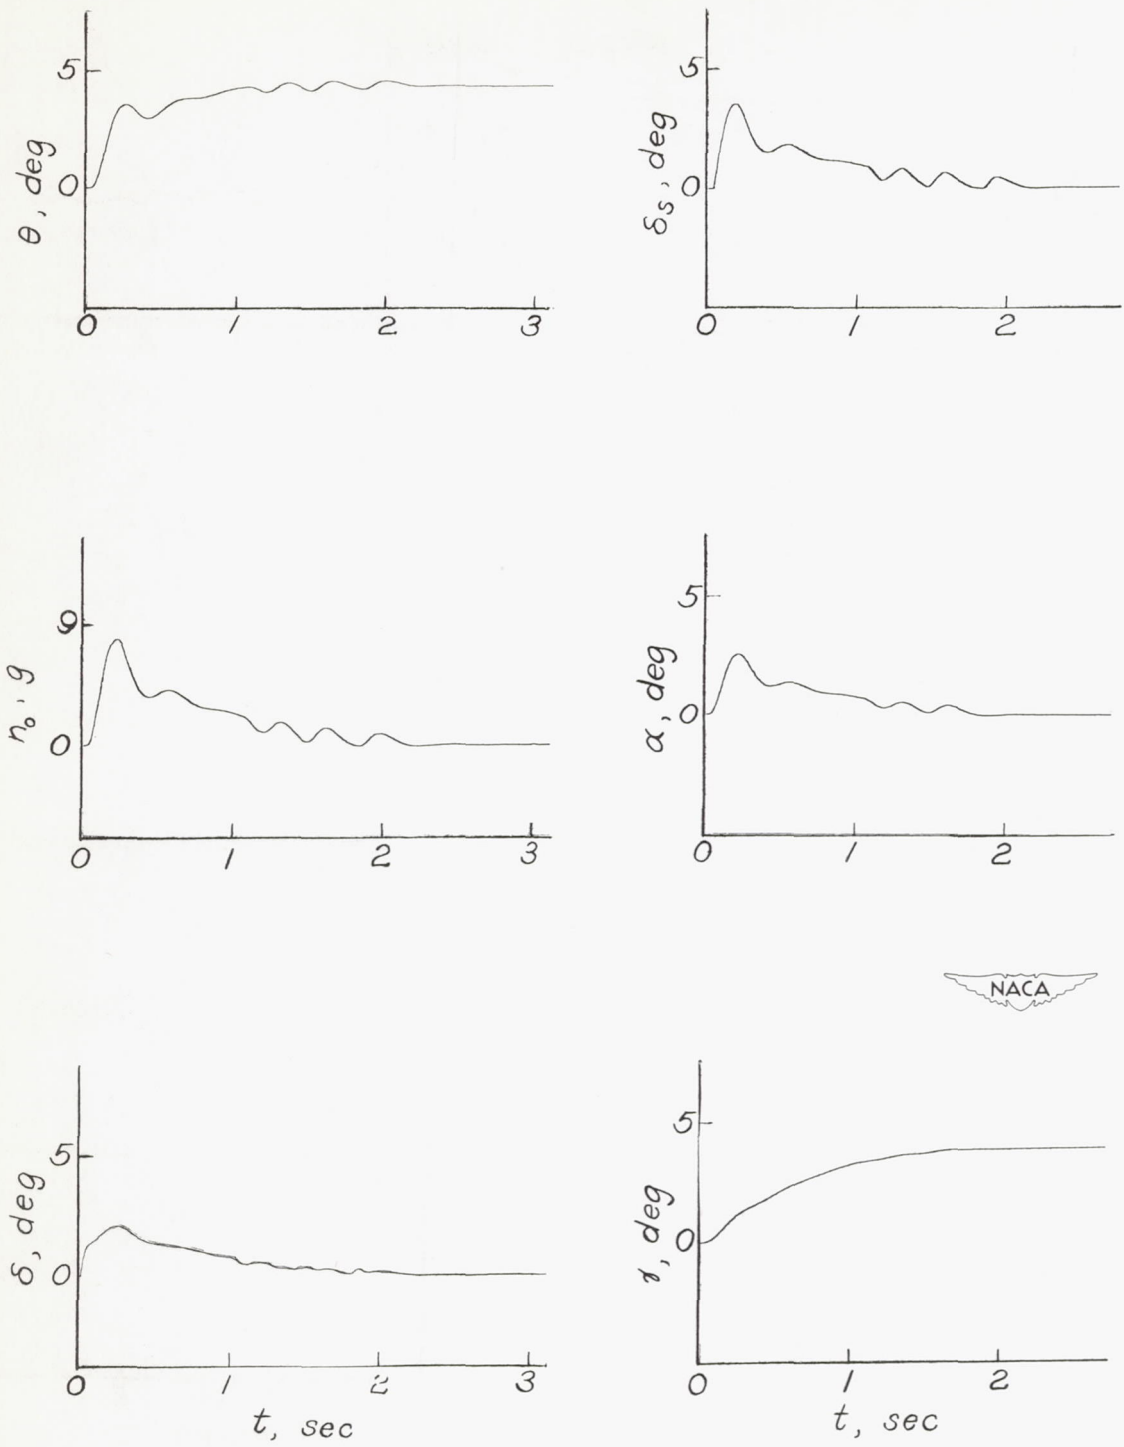 5
θ, deg
0
0 1 2 3
5
δs, deg
0
0 1 2
9
n₀, g
0
0 1 2 3
5
α, deg
0
0 1 2
NACA
5
δ, deg
0
0 1 2 3
t, sec
5
γ, deg
0
0 1 2
t, sec